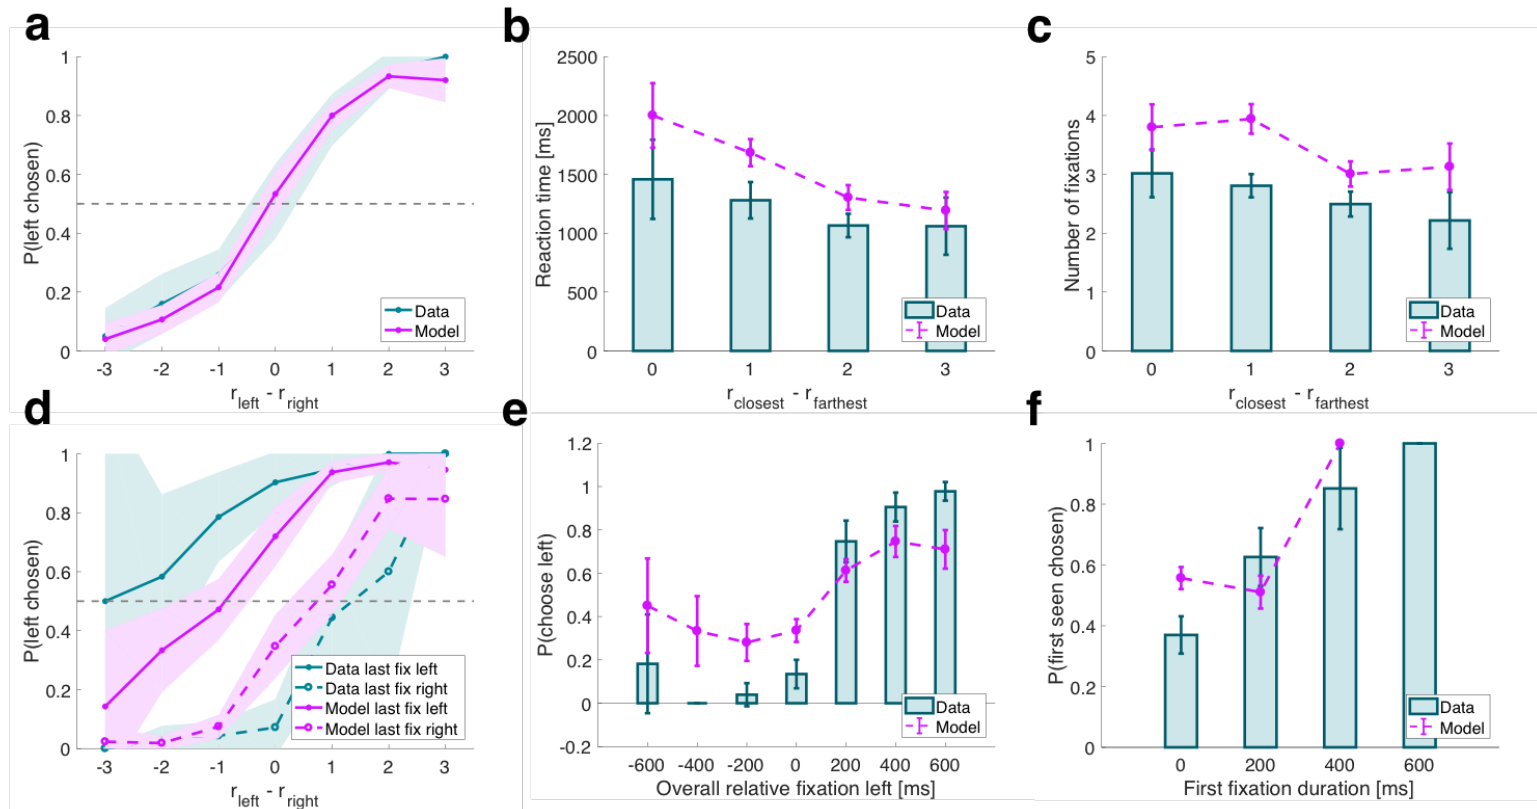 a
1
0.8
0.6
0.4
0.2
0
P(left chosen)
Data
Model
-3 -2 -1 0 1 2 3
r_left - r_right
b
2500
2000
1500
1000
500
0
Reaction time [ms]
Data
Model
0 1 2 3
r_closest - r_farthest
c
5
4
3
2
1
0
Number of fixations
Data
Model
0 1 2 3
r_closest - r_farthest
d
1
0.8
0.6
0.4
0.2
0
P(left chosen)
Data last fix left
Data last fix right
Model last fix left
Model last fix right
-3 -2 -1 0 1 2 3
r_left - r_right
e
1.2
1
0.8
0.6
0.4
0.2
0
-0.2
P(choose left)
Data
Model
-600 -400 -200 0 200 400 600
Overall relative fixation left [ms]
f
1
0.8
0.6
0.4
0.2
0
P(first seen chosen)
Data
Model
0 200 400 600
First fixation duration [ms]